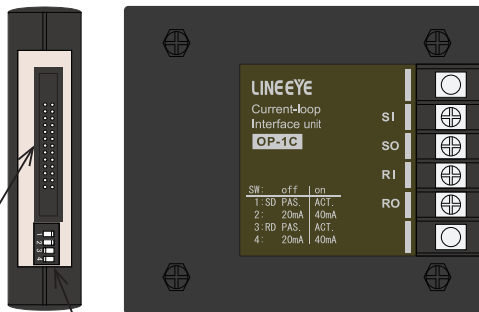 1
2
3
4
LINEEYE
Current-loop
Interface unit
OP-1C
SI
SO
RI
RO
SW: off on
1:SD PAS. ACT.
2: 20mA 40mA
3:RD PAS. ACT.
4: 20mA 40mA